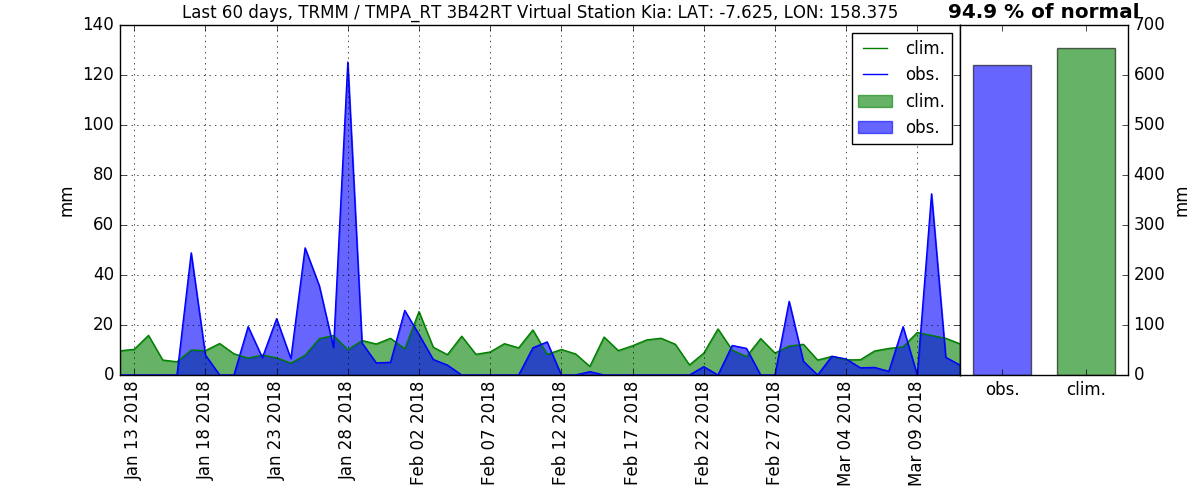 Last 60 days, TRMM / TMPA_RT 3B42RT Virtual Station Kia: LAT: -7.625, LON: 158.375
94.9 % of normal
140
120
100
80
60
40
20
0
mm
clim.
obs.
clim.
obs.
700
600
500
400
300
200
100
0
mm
Jan 13 2018
Jan 18 2018
Jan 23 2018
Jan 28 2018
Feb 02 2018
Feb 07 2018
Feb 12 2018
Feb 17 2018
Feb 22 2018
Feb 27 2018
Mar 04 2018
Mar 09 2018
obs.
clim.